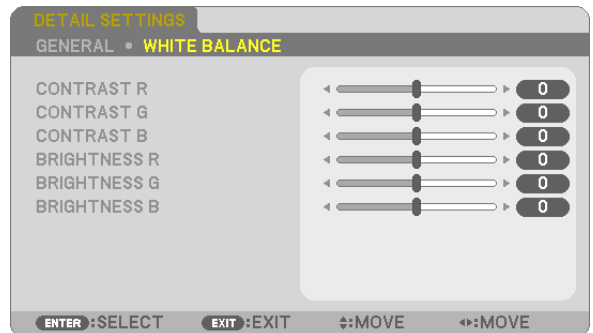 DETAIL SETTINGS
GENERAL • WHITE BALANCE
CONTRAST R 0
CONTRAST G 0
CONTRAST B 0
BRIGHTNESS R 0
BRIGHTNESS G 0
BRIGHTNESS B 0
ENTER :SELECT EXIT :EXIT :MOVE :MOVE